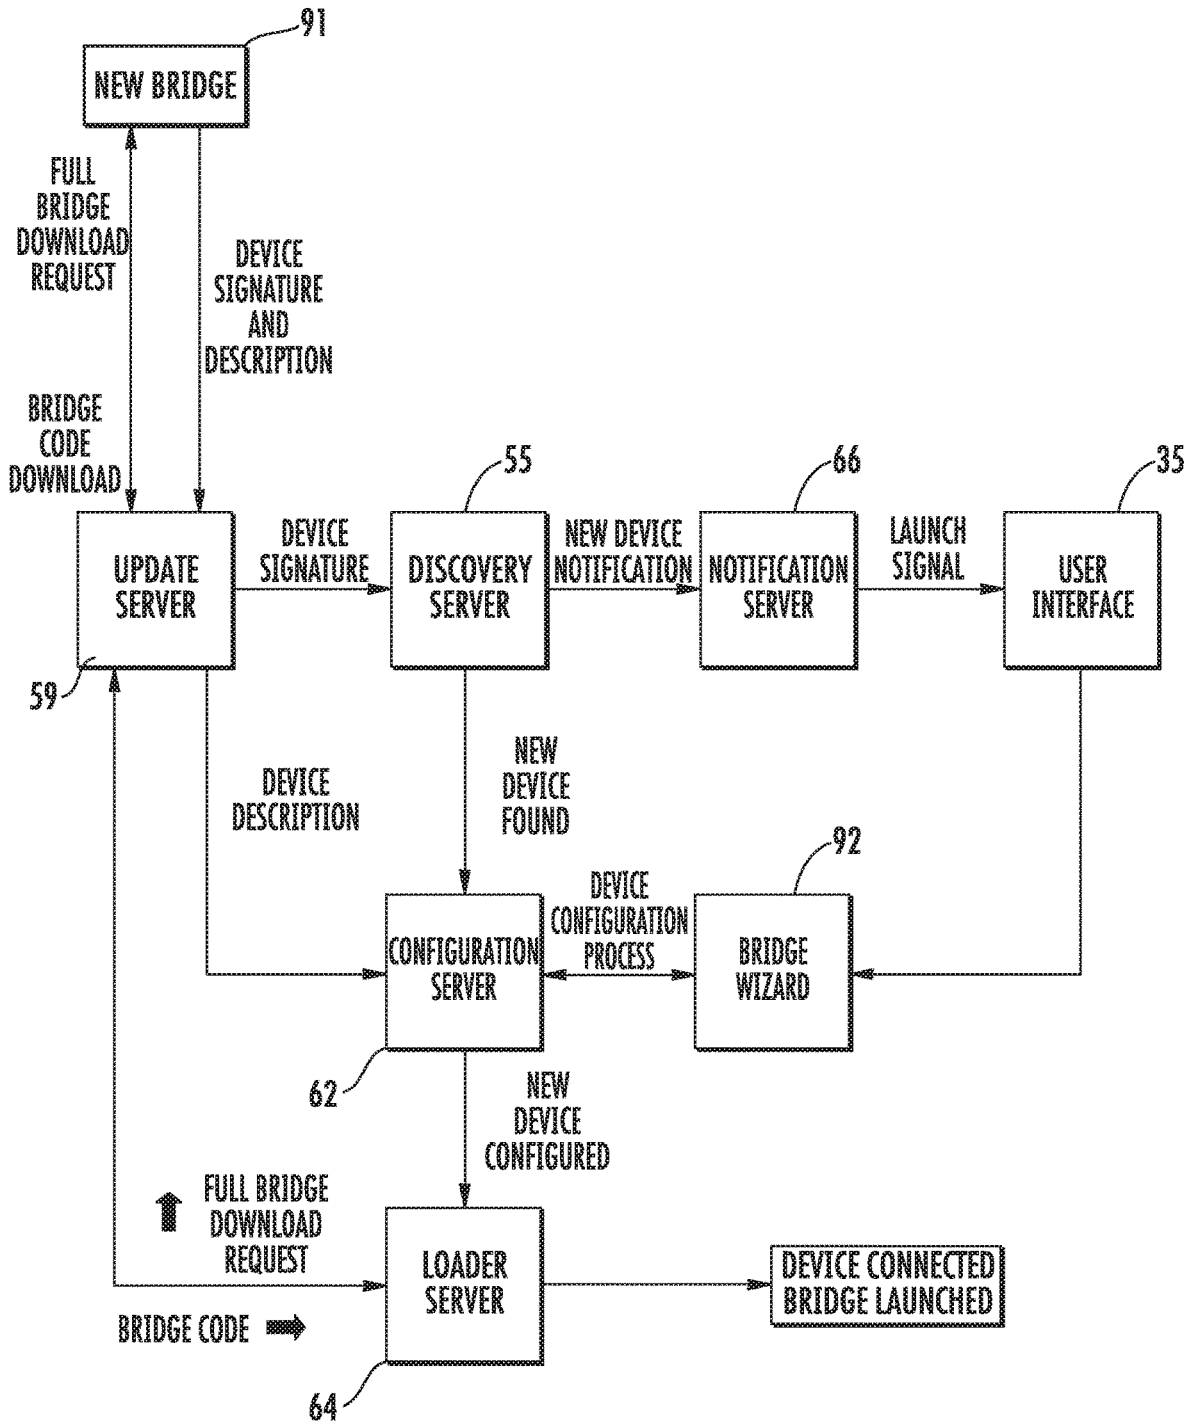 91
NEW BRIDGE
FULL
BRIDGE
DOWNLOAD
REQUEST
DEVICE
SIGNATURE
AND
DESCRIPTION
BRIDGE
CODE
DOWNLOAD
55
66
35
UPDATE
SERVER
DEVICE
SIGNATURE
DISCOVERY
SERVER
NEW DEVICE
NOTIFICATION
NOTIFICATION
SERVER
LAUNCH
SIGNAL
USER
INTERFACE
59
DEVICE
DESCRIPTION
NEW
DEVICE
FOUND
92
CONFIGURATION
SERVER
DEVICE
CONFIGURATION
PROCESS
BRIDGE
WIZARD
62
NEW
DEVICE
CONFIGURED
FULL BRIDGE
DOWNLOAD
REQUEST
LOADER
SERVER
DEVICE CONNECTED
BRIDGE LAUNCHED
BRIDGE CODE
64